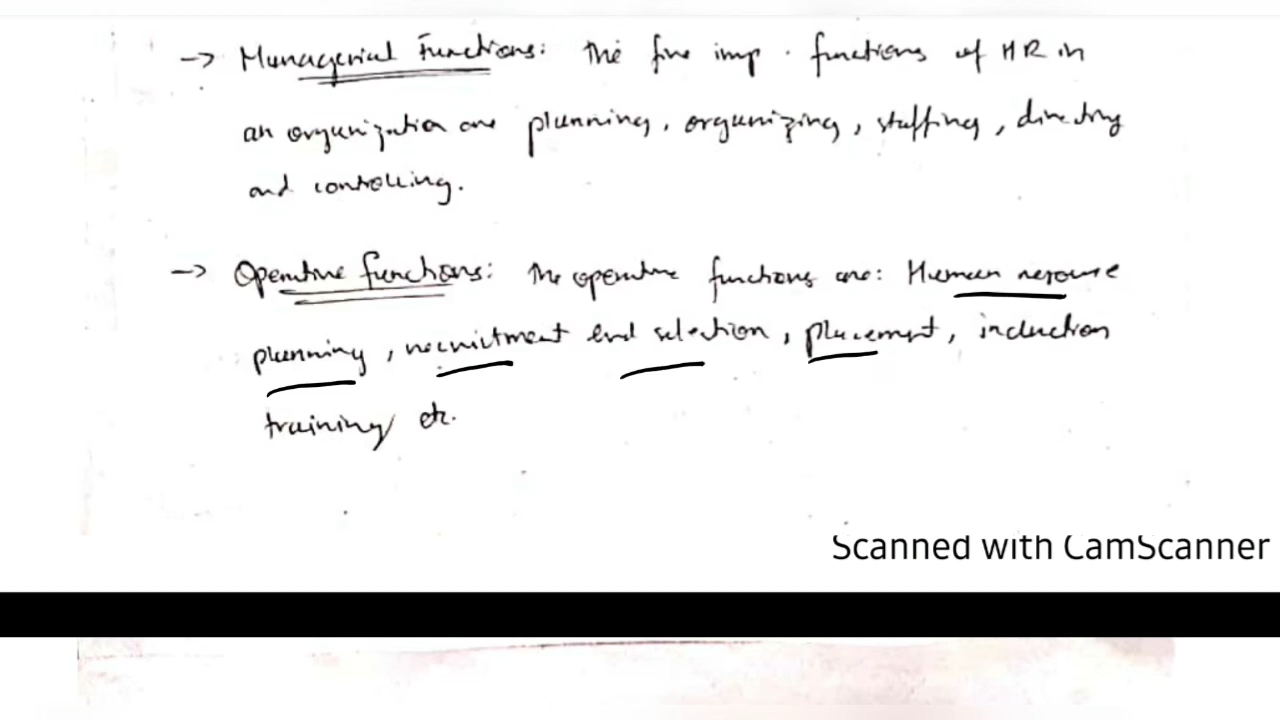 → Managerial Functions: The five imp. functions of HR in
an organization are planning, organizing, staffing, directing
and controlling.
→ Operative functions: The operative functions are: Human resource
planning, recruitment and selection, placement, induction
training etc.
Scanned with CamScanner